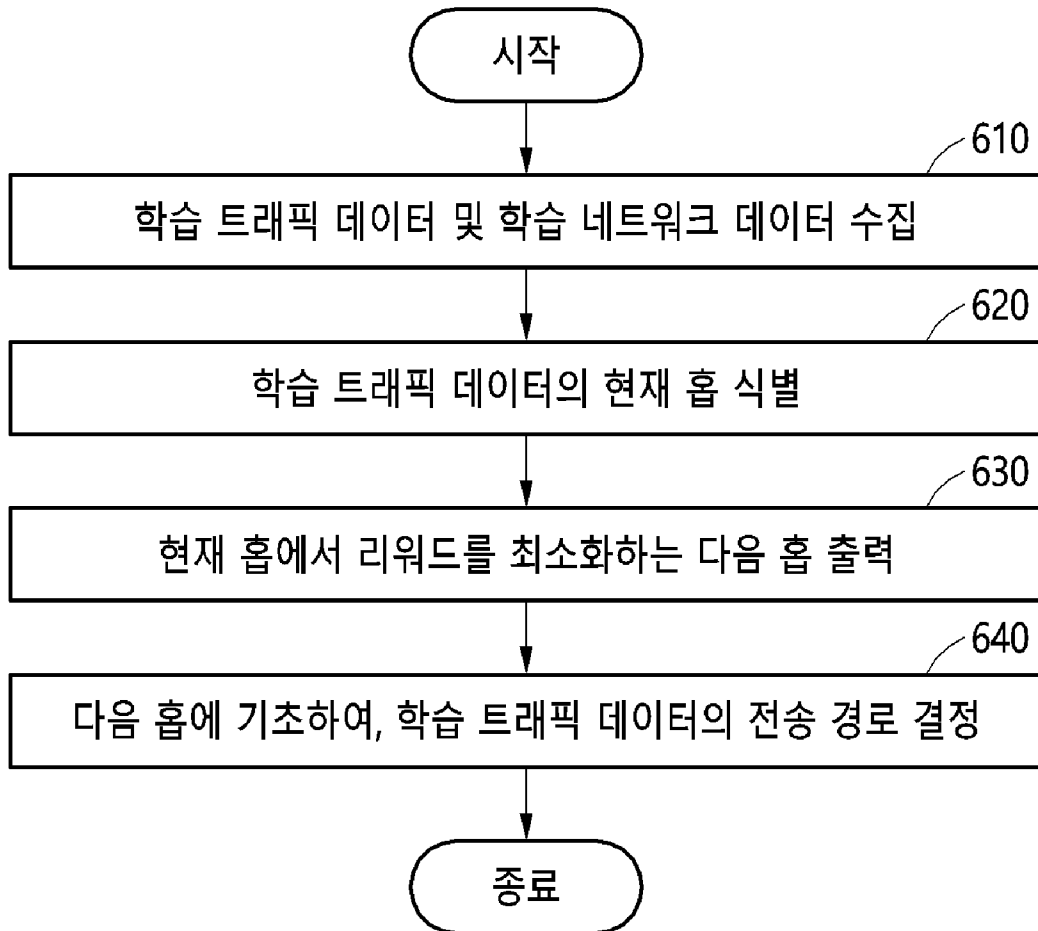 시작
610
학습 트래픽 데이터 및 학습 네트워크 데이터 수집
620
학습 트래픽 데이터의 현재 홉 식별
630
현재 홉에서 리워드를 최소화하는 다음 홉 출력
640
다음 홉에 기초하여, 학습 트래픽 데이터의 전송 경로 결정
종료